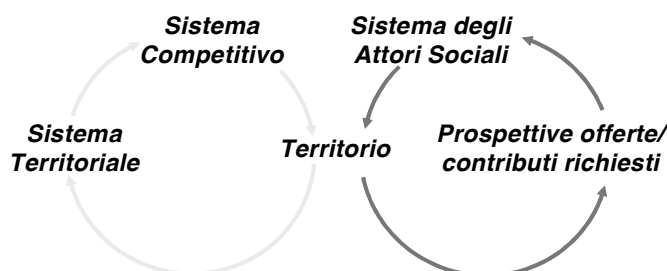 Sistema
Competitivo
Sistema degli
Attori Sociali
Sistema
Territoriale
Territorio
Prospettive offerte/
contributi richiesti